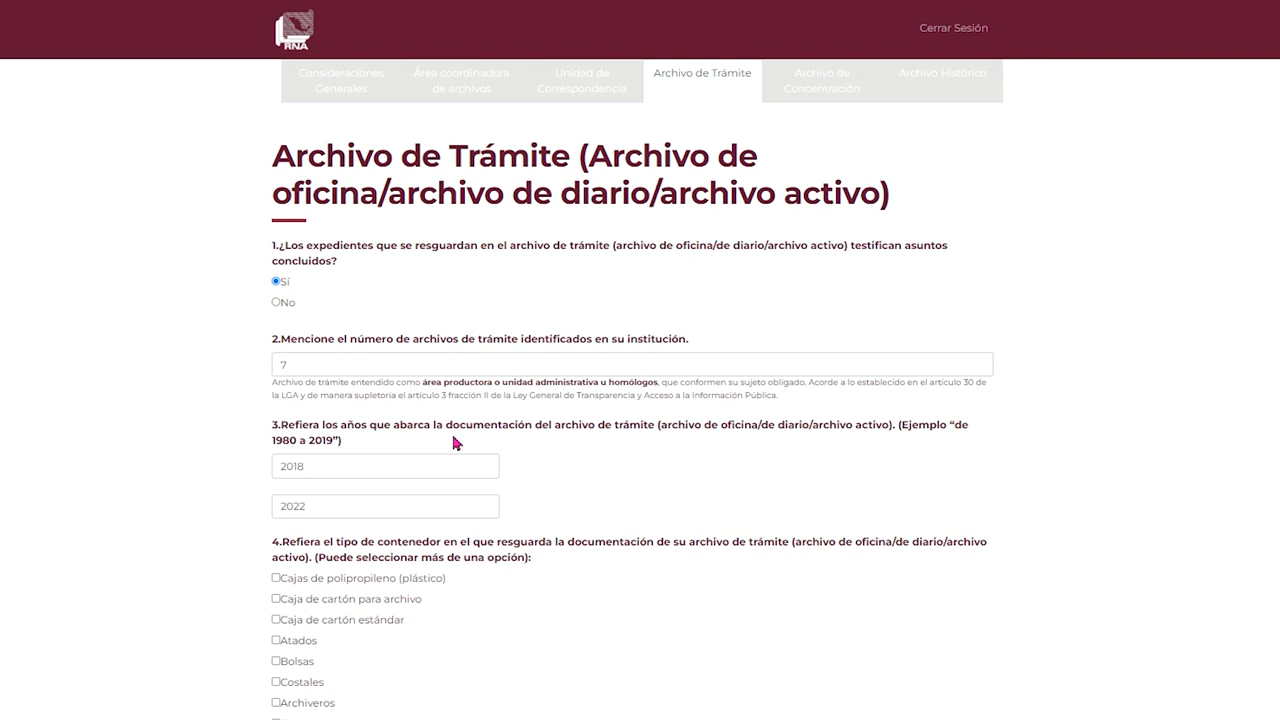 RNA
Cerrar Sesión
Consideraciones
Generales
Área coordinadora
de archivos
Unidad de
Correspondencia
Archivo de Trámite
Archivo de
Concentración
Archivo Histórico
Archivo de Trámite (Archivo de
oficina/archivo de diario/archivo activo)
1.¿Los expedientes que se resguardan en el archivo de trámite (archivo de oficina/de diario/archivo activo) testifican asuntos
concluidos?
Sí
No
2.Mencione el número de archivos de trámite identificados en su institución.
7
Archivo de trámite entendido como área productora o unidad administrativa u homólogos, que conformen su sujeto obligado. Acorde a lo establecido en el artículo 30 de
la LGA y de manera supletoria el artículo 3 fracción II de la Ley General de Transparencia y Acceso a la Información Pública.
3.Refiera los años que abarca la documentación del archivo de trámite (archivo de oficina/de diario/archivo activo). (Ejemplo “de
1980 a 2019”)
2018
2022
4.Refiera el tipo de contenedor en el que resguarda la documentación de su archivo de trámite (archivo de oficina/de diario/archivo
activo). (Puede seleccionar más de una opción):
Cajas de polipropileno (plástico)
Caja de cartón para archivo
Caja de cartón estándar
Atados
Bolsas
Costales
Archiveros